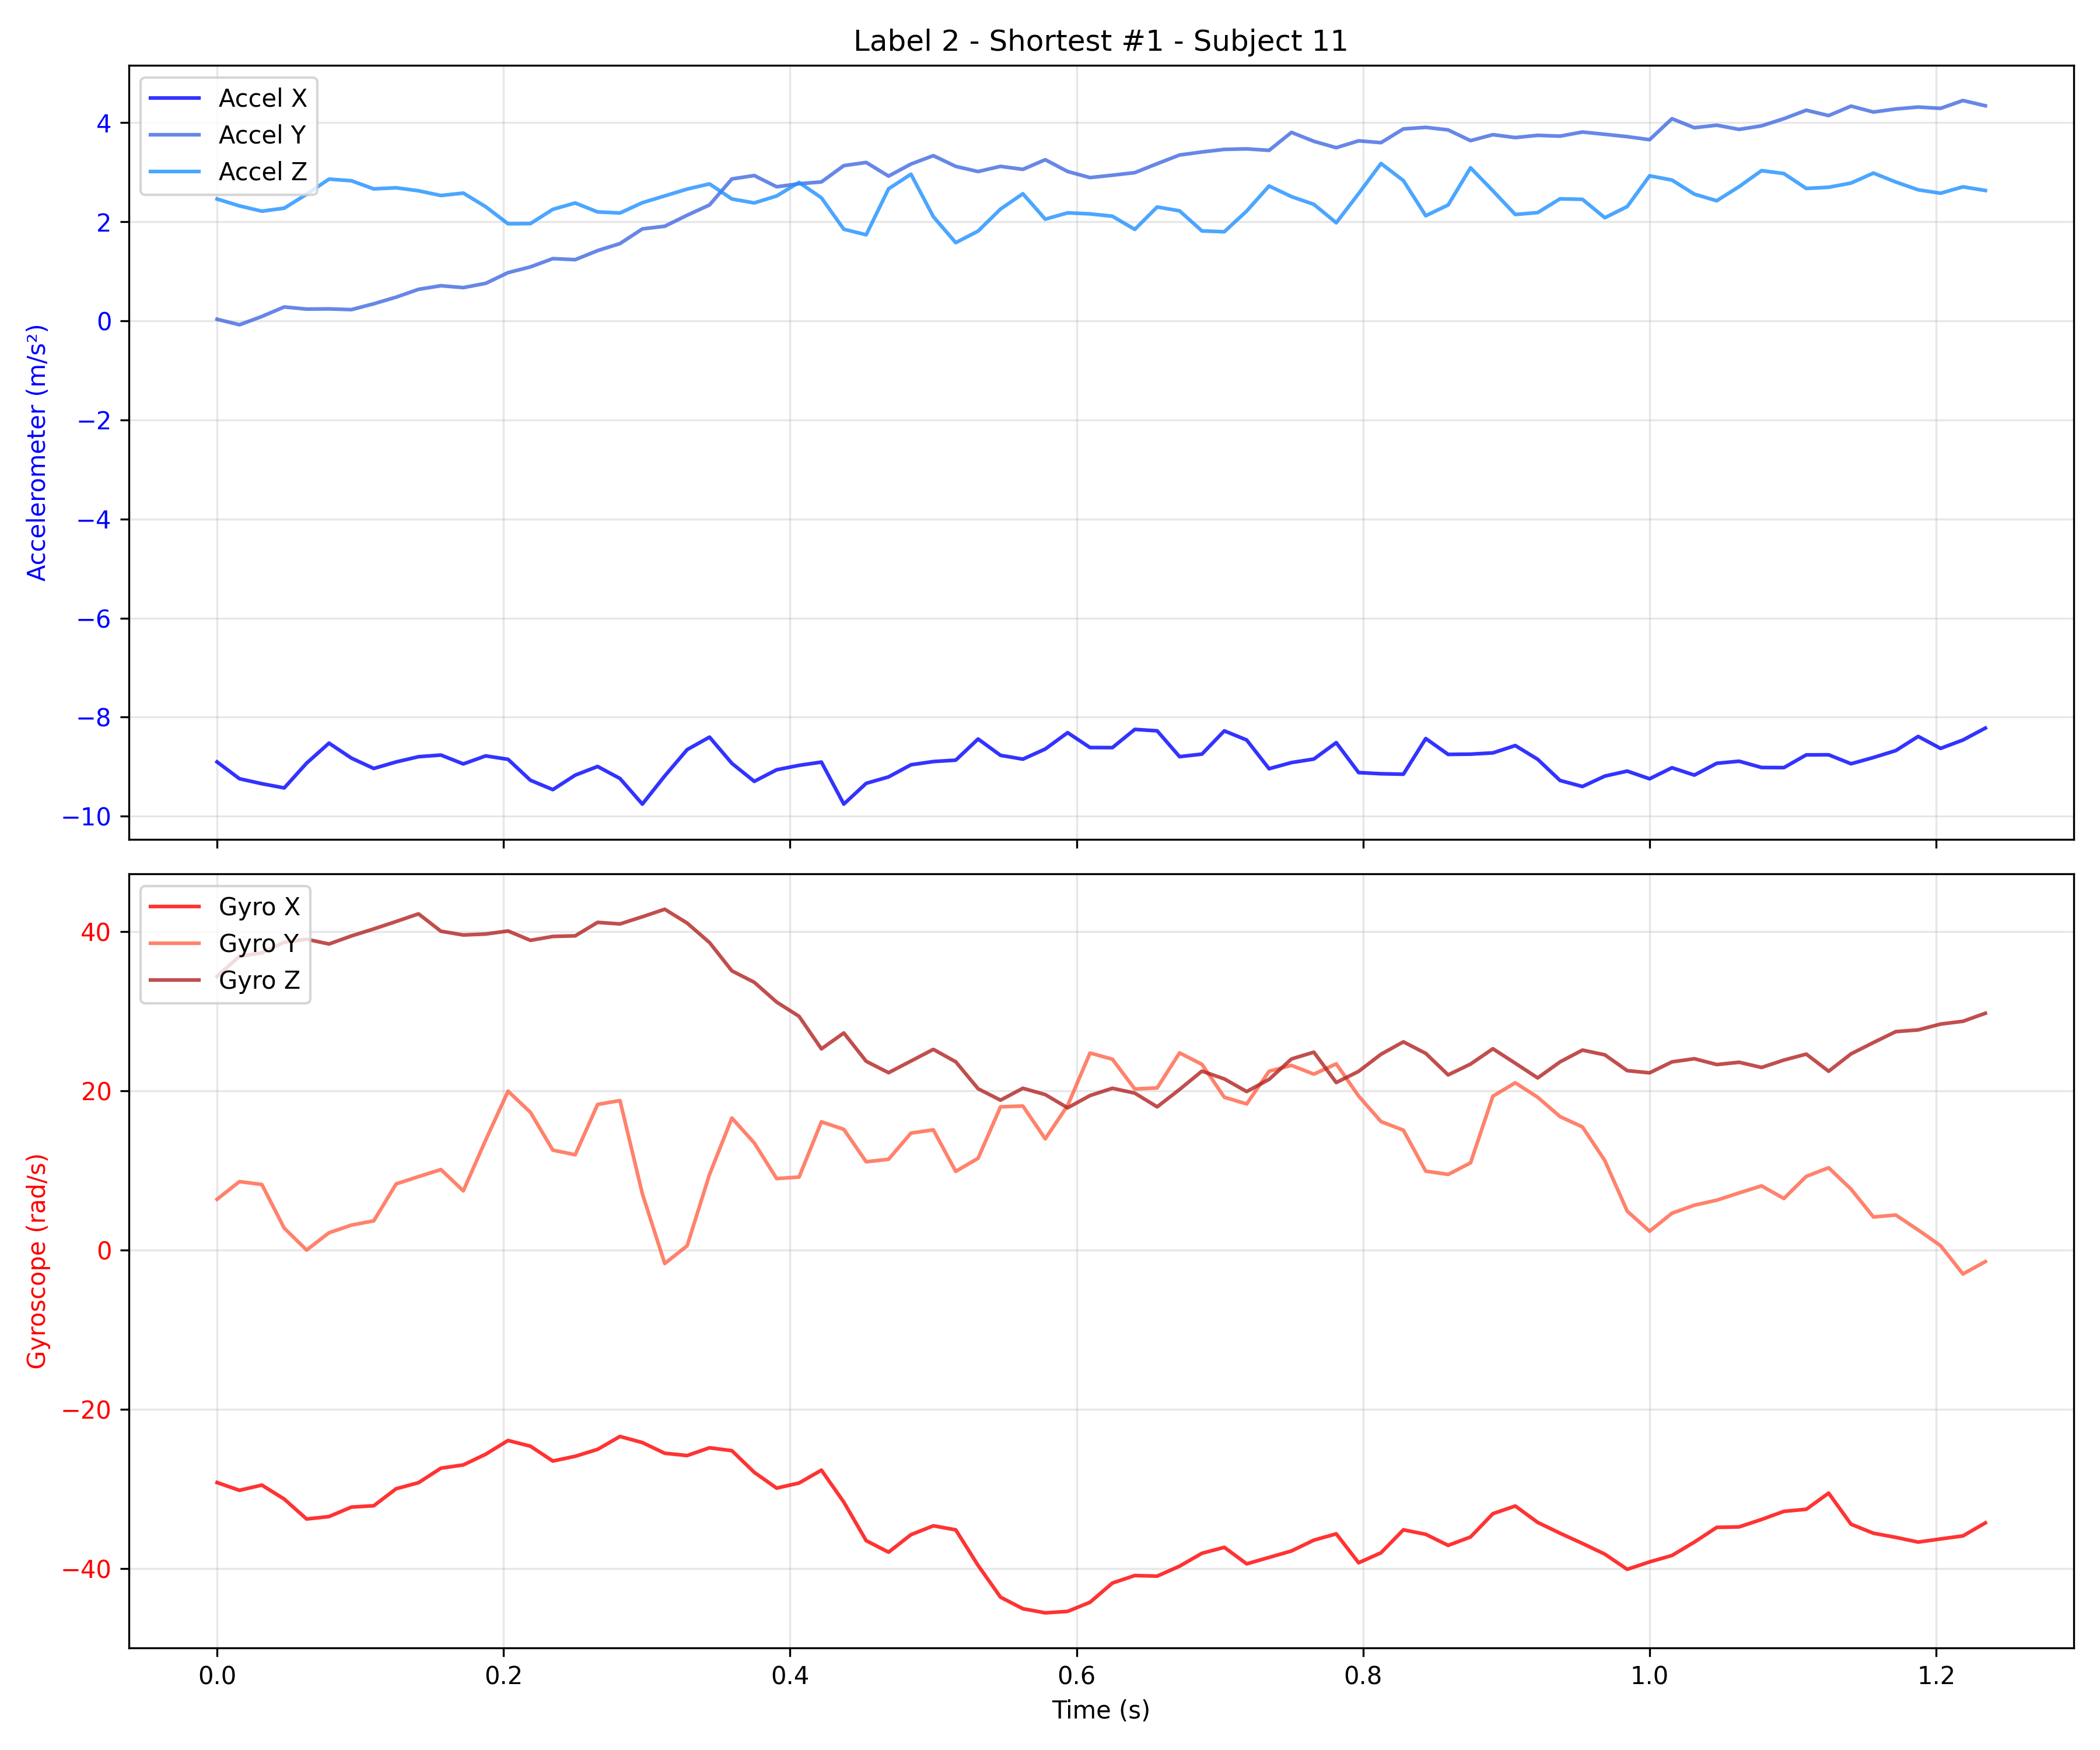 Label 2 - Shortest #1 - Subject 11
Accel X
Accel Y
Accel Z
4
2
0
−2
−4
−6
−8
−10
Accelerometer (m/s²)
Gyro X
Gyro Y
Gyro Z
40
20
0
−20
−40
Gyroscope (rad/s)
0.0 0.2 0.4 0.6 0.8 1.0 1.2
Time (s)